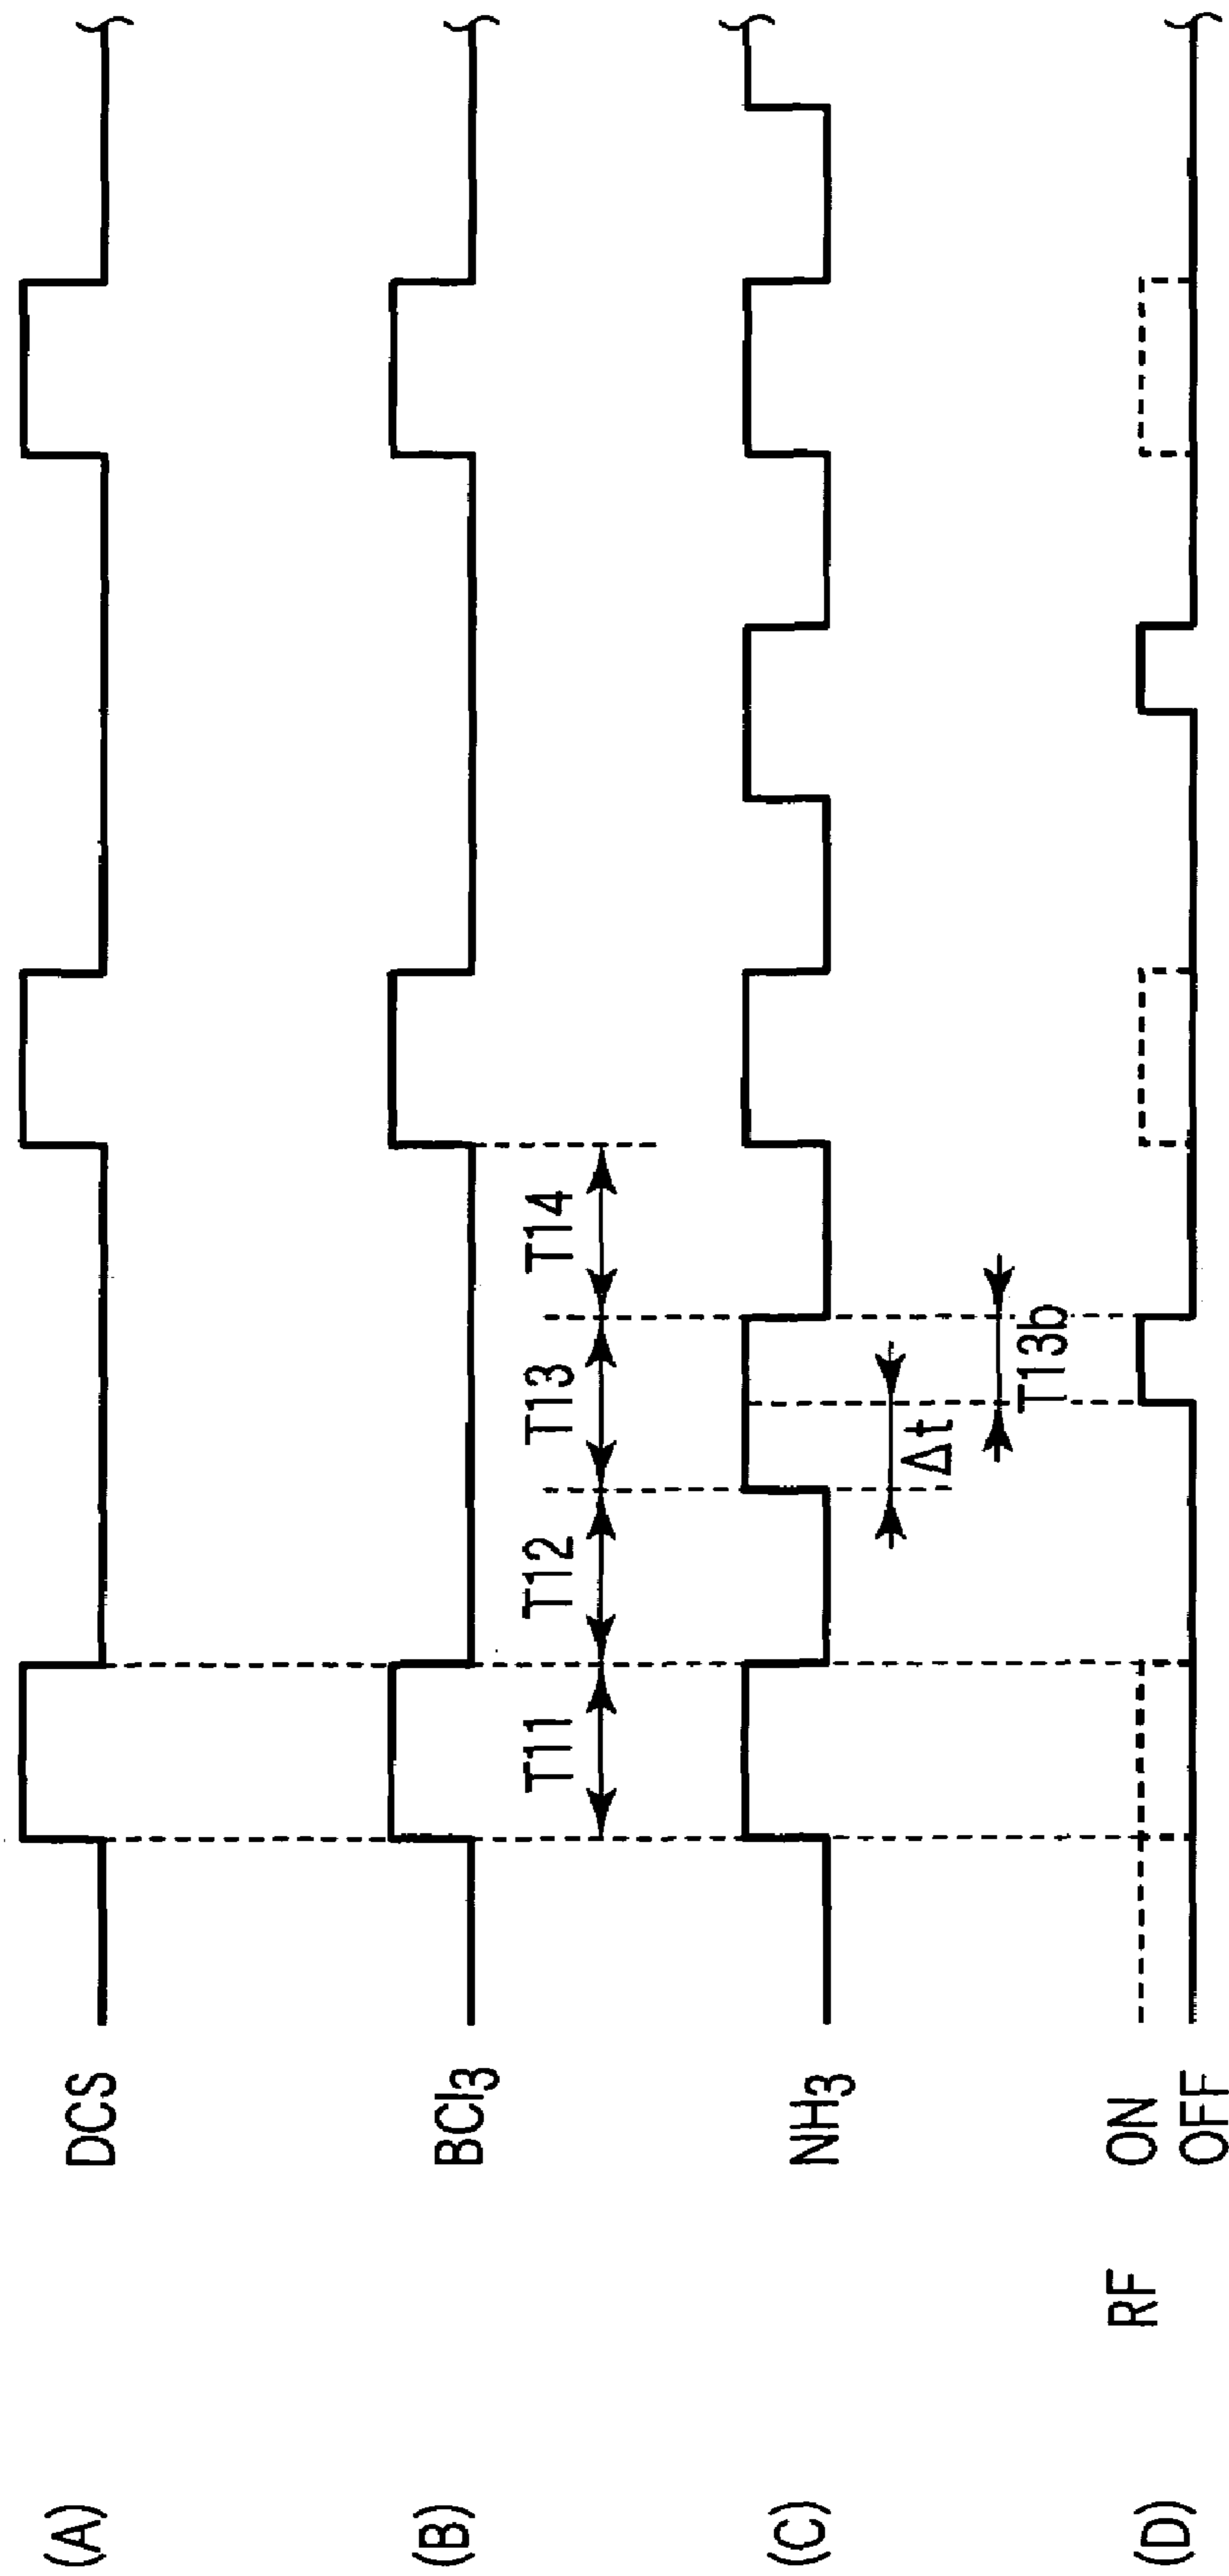 (A) DCS
(B) BCl3
T11 T12 T13 T14
(C) NH3
Δt
T13b
(D) RF ON
OFF